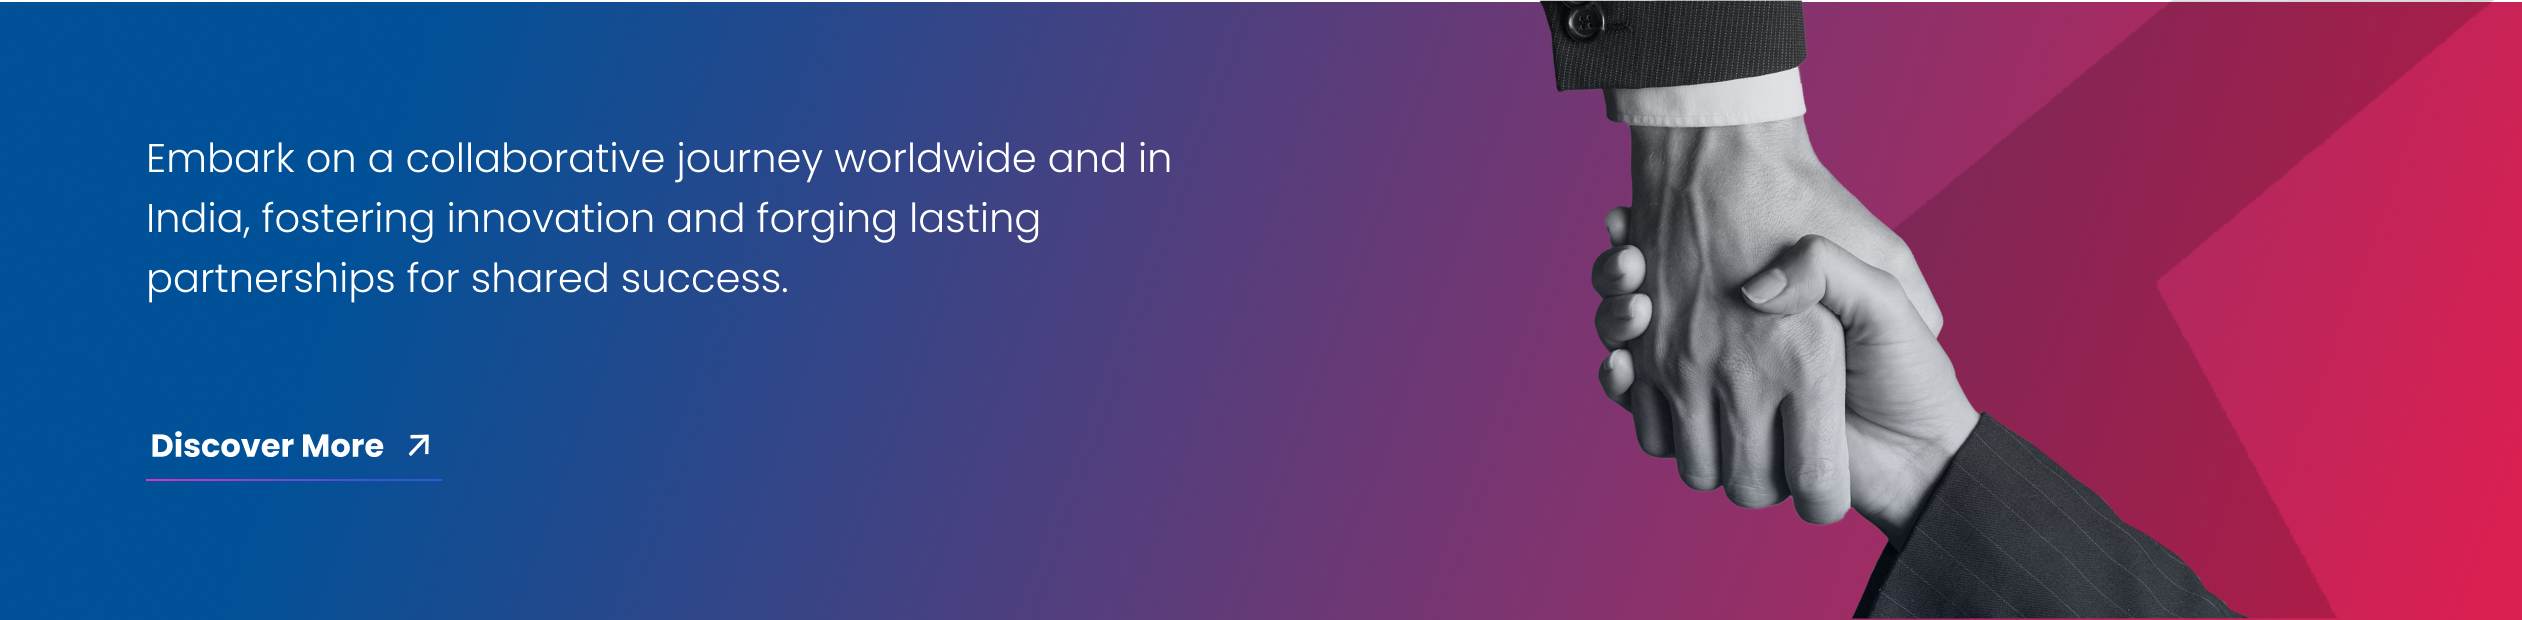 Embark on a collaborative journey worldwide and in
India, fostering innovation and forging lasting
partnerships for shared success.
Discover More